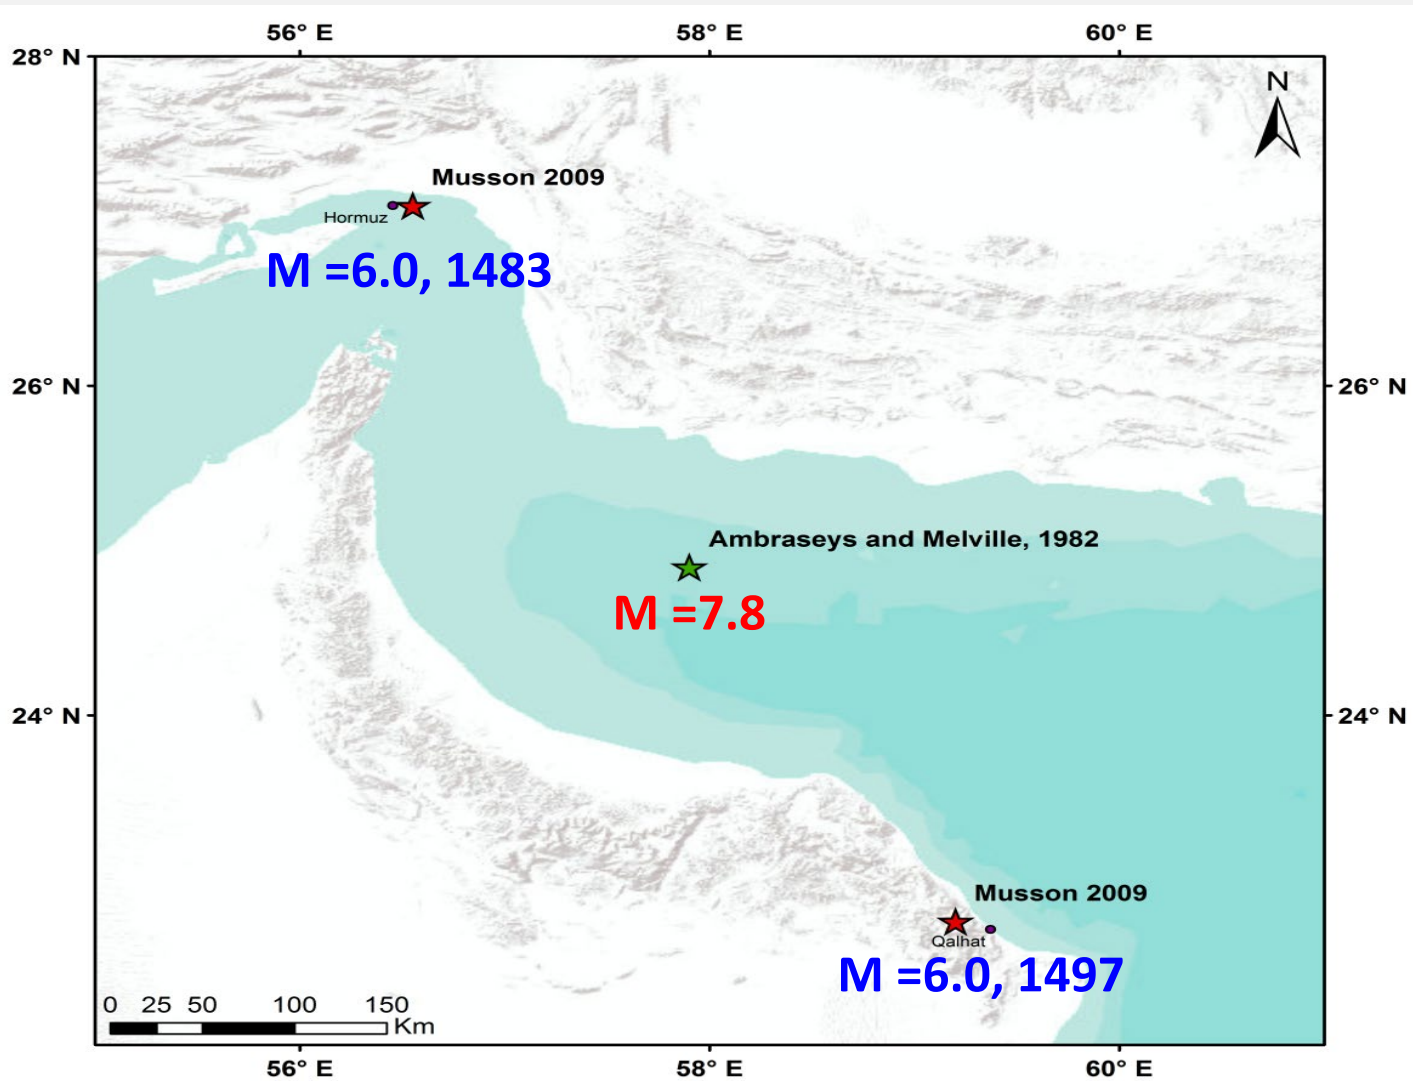 56° E
58° E
60° E
28° N
N
Musson 2009
Hormuz
M =6.0, 1483
26° N
26° N
Ambraseys and Melville, 1982
M =7.8
24° N
24° N
Musson 2009
Qalhat
M =6.0, 1497
0 25 50 100 150
Km
56° E
58° E
60° E